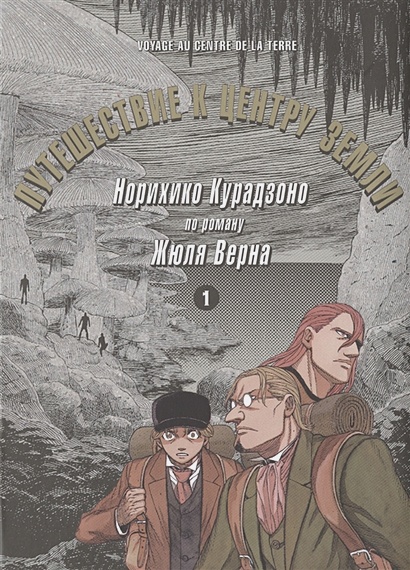 VOYAGE AU CENTRE DE LA TERRE
ПУТЕШЕСТВИЕ К ЦЕНТРУ ЗЕМЛИ
Норихико Курадзоно
по роману
Жюля Верна
1